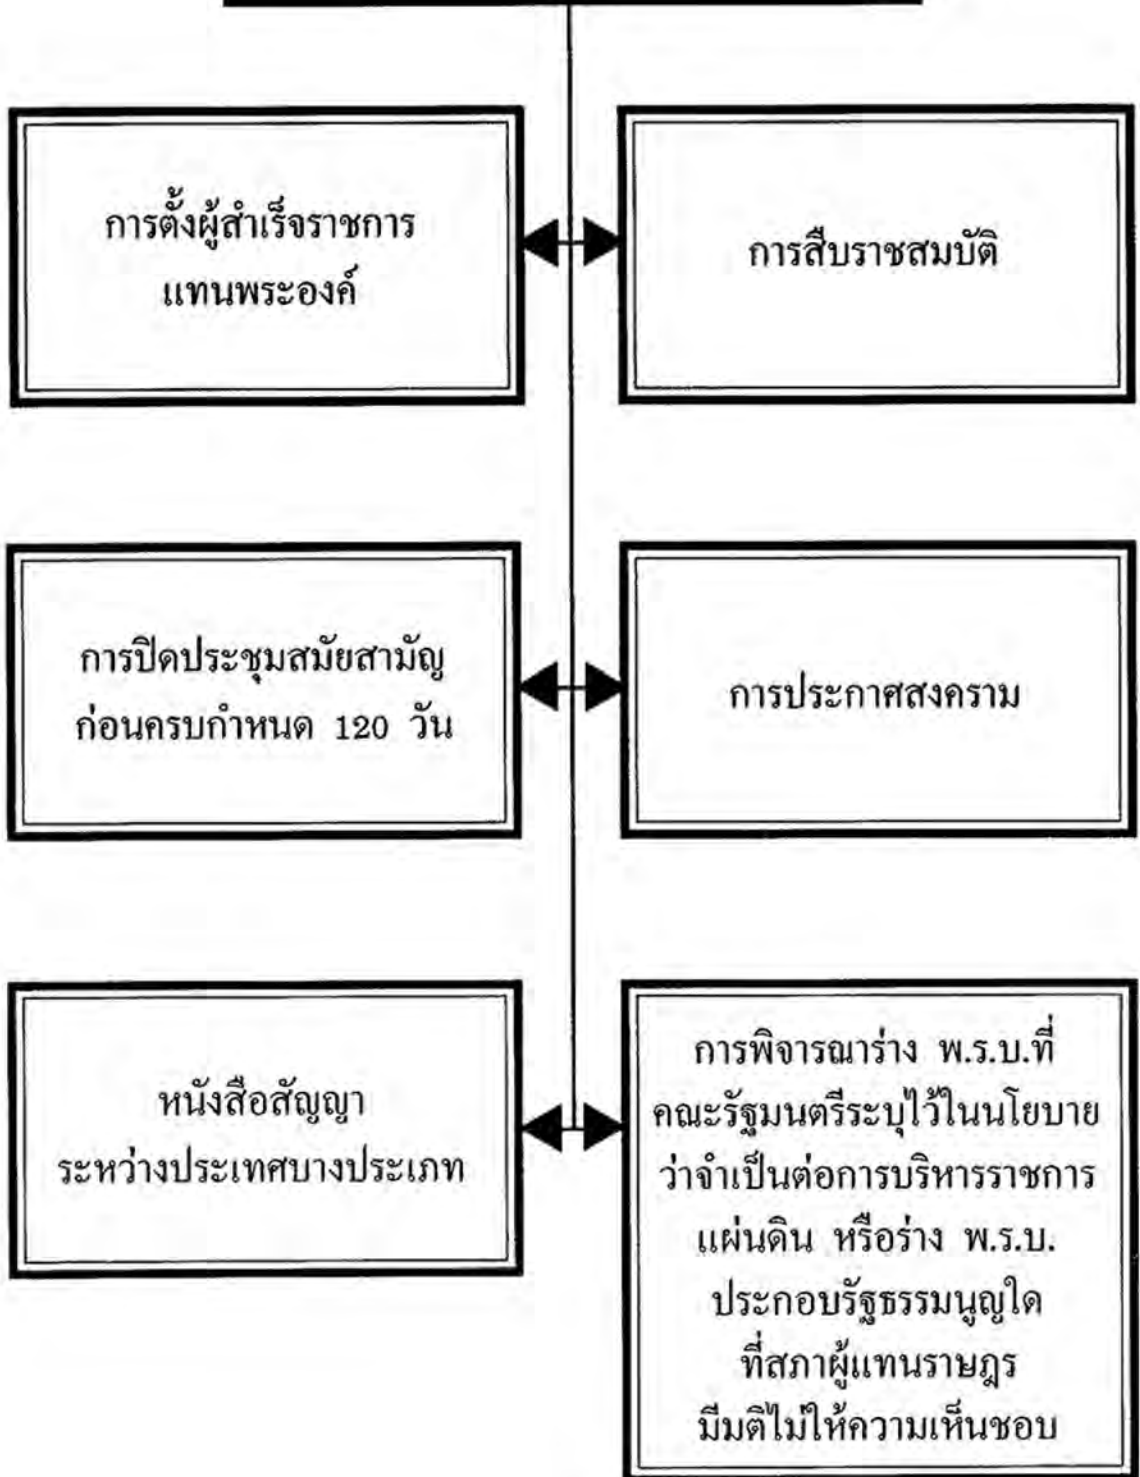 การตั้งผู้สำเร็จราชการ
แทนพระองค์
การสืบราชสมบัติ
การปิดประชุมสมัยสามัญ
ก่อนครบกำหนด 120 วัน
การประกาศสงคราม
หนังสือสัญญา
ระหว่างประเทศบางประเภท
การพิจารณาร่าง พ.ร.บ.ที่
คณะรัฐมนตรีระบุไว้ในนโยบาย
ว่าจำเป็นต่อการบริหารราชการ
แผ่นดิน หรือร่าง พ.ร.บ.
ประกอบรัฐธรรมนูญใด
ที่สภาผู้แทนราษฎร
มีมติไม่ให้ความเห็นชอบ